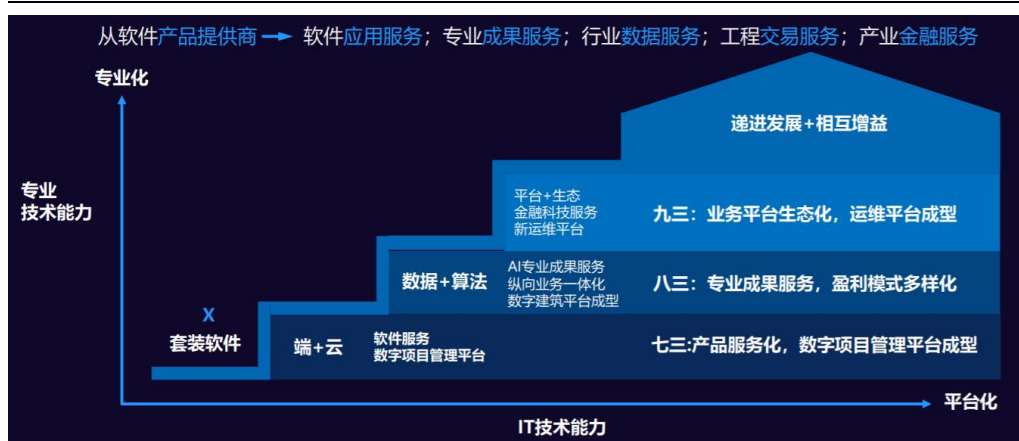 从软件产品提供商 → 软件应用服务；专业成果服务；行业数据服务；工程交易服务；产业金融服务
专业化
递进发展+相互增益
专业
技术能力
平台+生态
金融科技服务
新运维平台
九三：业务平台生态化，运维平台成型
数据+算法
AI专业成果服务
纵向业务一体化
数字建筑平台成型
八三：专业成果服务，盈利模式多样化
X
套装软件
端+云
软件服务
数字项目管理平台
七三:产品服务化，数字项目管理平台成型
平台化
IT技术能力